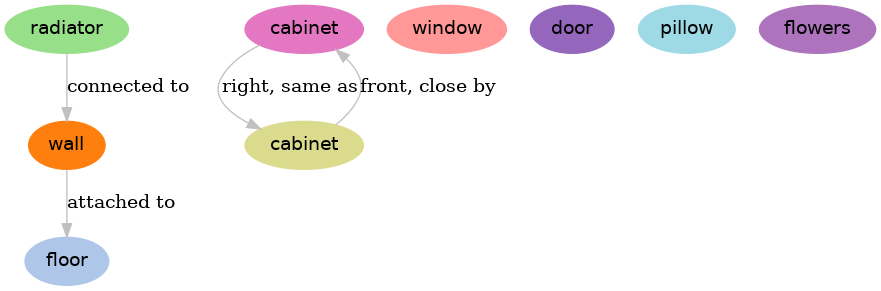 radiator
cabinet
window
door
pillow
flowers
connected to
right, same as
front, close by
wall
cabinet
attached to
floor